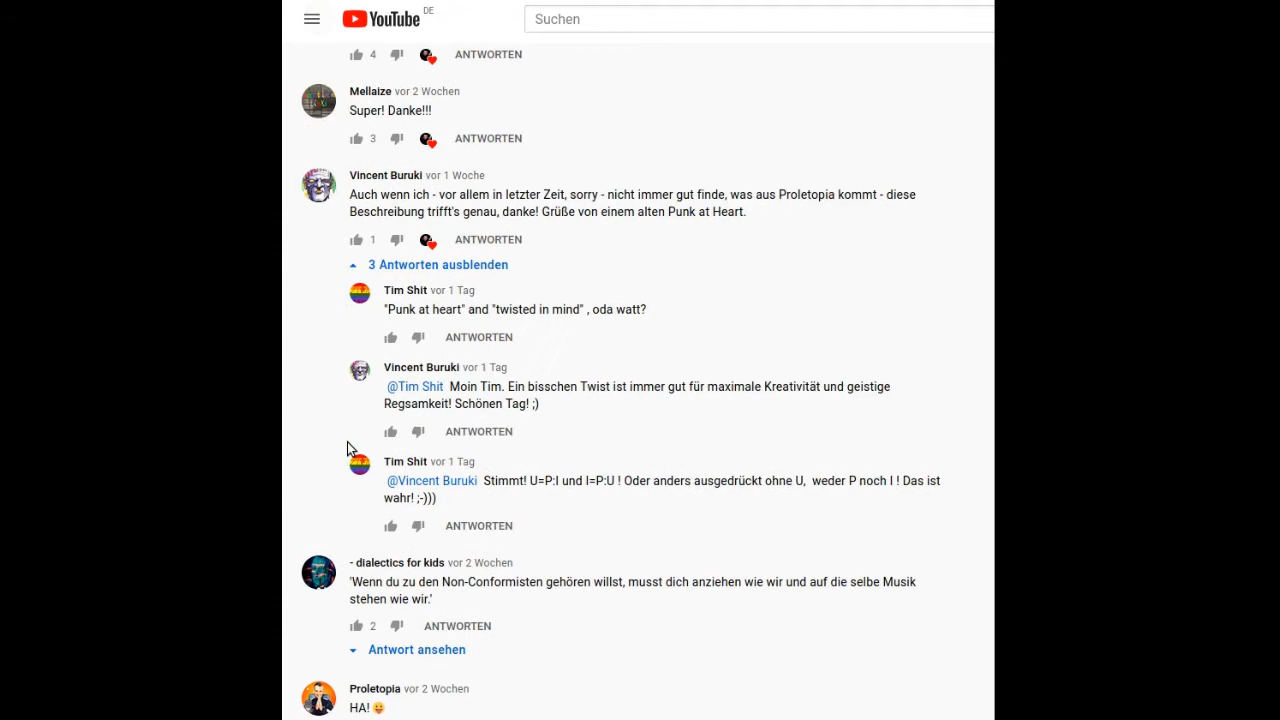 YouTube DE
Suchen
4 ANTWORTEN
Mellaize vor 2 Wochen
Super! Danke!!!
3 ANTWORTEN
Vincent Buruki vor 1 Woche
Auch wenn ich - vor allem in letzter Zeit, sorry - nicht immer gut finde, was aus Proletopia kommt - diese
Beschreibung trifft's genau, danke! Grüße von einem alten Punk at Heart.
1 ANTWORTEN
3 Antworten ausblenden
Tim Shit vor 1 Tag
"Punk at heart" and "twisted in mind" , oda watt?
ANTWORTEN
Vincent Buruki vor 1 Tag
@Tim Shit Moin Tim. Ein bisschen Twist ist immer gut für maximale Kreativität und geistige
Regsamkeit! Schönen Tag! ;)
ANTWORTEN
Tim Shit vor 1 Tag
@Vincent Buruki Stimmt! U=P:I und I=P:U ! Oder anders ausgedrückt ohne U, weder P noch I ! Das ist
wahr! ;-)))
ANTWORTEN
- dialectics for kids vor 2 Wochen
'Wenn du zu den Non-Conformisten gehören willst, musst dich anziehen wie wir und auf die selbe Musik
stehen wie wir.'
2 ANTWORTEN
Antwort ansehen
Proletopia vor 2 Wochen
HA! 😛